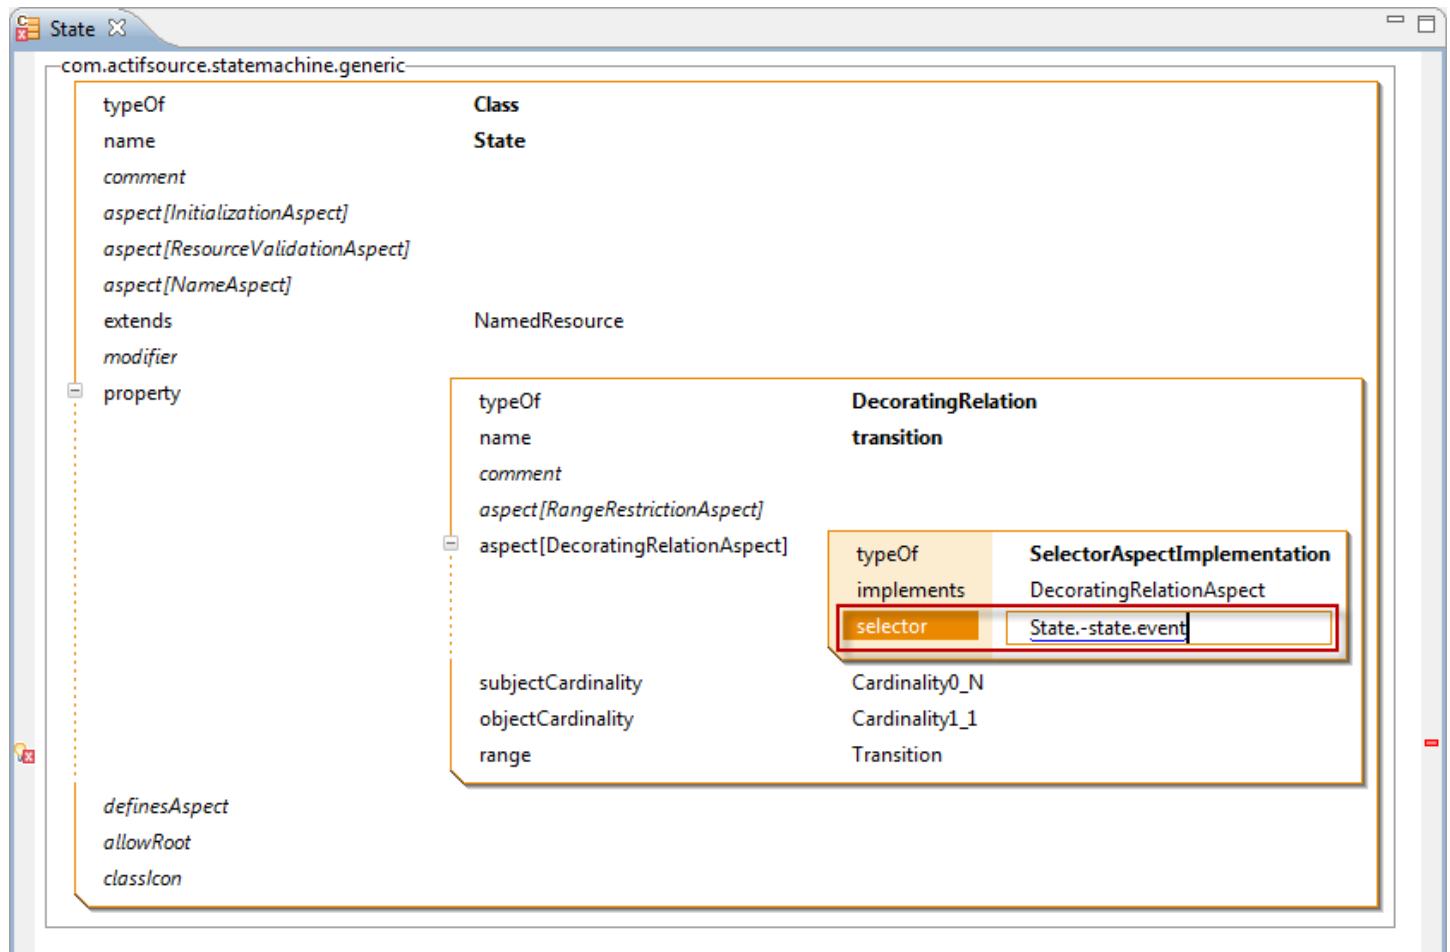 State
com.actifsource.statemachine.generic
typeOf Class
name State
comment
aspect[InitializationAspect]
aspect[ResourceValidationAspect]
aspect[NameAspect]
extends NamedResource
modifier
property
typeOf DecoratingRelation
name transition
comment
aspect[RangeRestrictionAspect]
aspect[DecoratingRelationAspect]
typeOf SelectorAspectImplementation
implements DecoratingRelationAspect
selector State.-state.event
subjectCardinality Cardinality0_N
objectCardinality Cardinality1_1
range Transition
definesAspect
allowRoot
classIcon